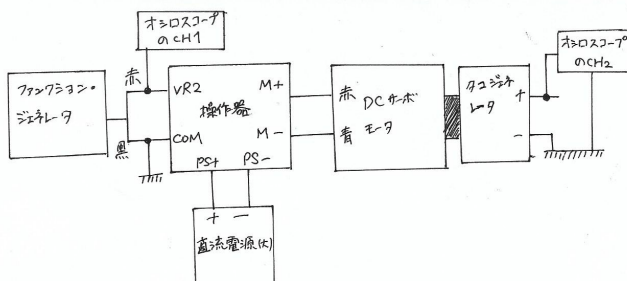 オシロスコープ
のCH1
オシロスコープ
のCH2
ファンクション・
ジェネレータ
赤
黒
VR2
操作器
COM
M+
M-
PS+
PS-
赤
青
DCサーボ
モータ
タコジェネ
レータ
+
-
+
-
直流電源(大)